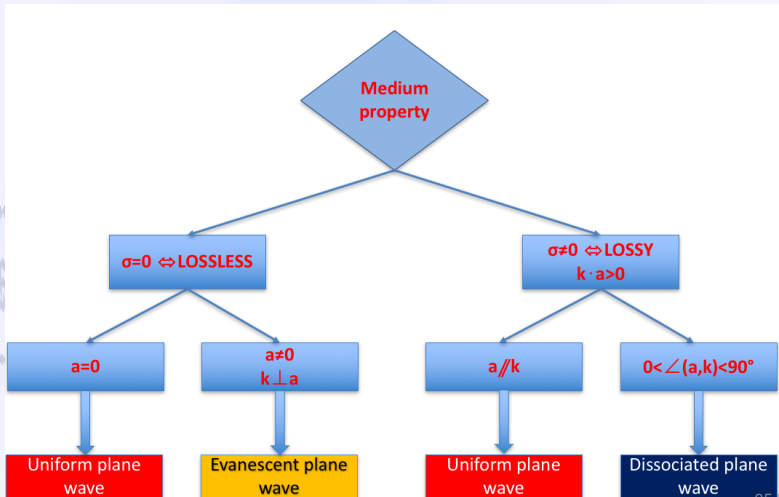 Medium
property
σ=0 ⇔LOSSLESS
σ≠0 ⇔LOSSY
k·a>0
a=0
a≠0
k⊥a
a∥k
0<∠(a,k)<90°
Uniform plane
wave
Evanescent plane
wave
Uniform plane
wave
Dissociated plane
wave